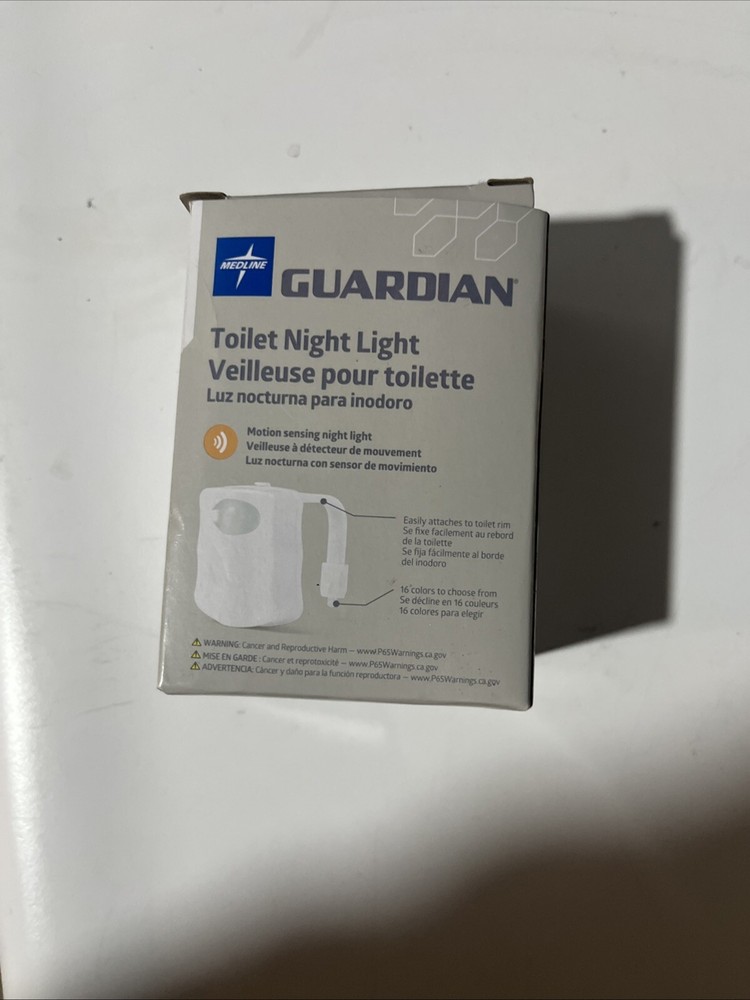 MEDLINE
GUARDIAN®
Toilet Night Light
Veilleuse pour toilette
Luz nocturna para inodoro
Motion sensing night light
Veilleuse à détecteur de mouvement
Luz nocturna con sensor de movimiento
Easily attaches to toilet rim
Se fixe facilement au rebord
de la toilette
Se fija fácilmente al borde
del inodoro
16 colors to choose from
Se décline en 16 couleurs
16 colores para elegir
⚠ WARNING: Cancer and Reproductive Harm – www.P65Warnings.ca.gov
⚠ MISE EN GARDE : Cancer et reprotoxicité – www.P65Warnings.ca.gov
⚠ ADVERTENCIA: Cáncer y daño para la función reproductora – www.P65Warnings.ca.gov